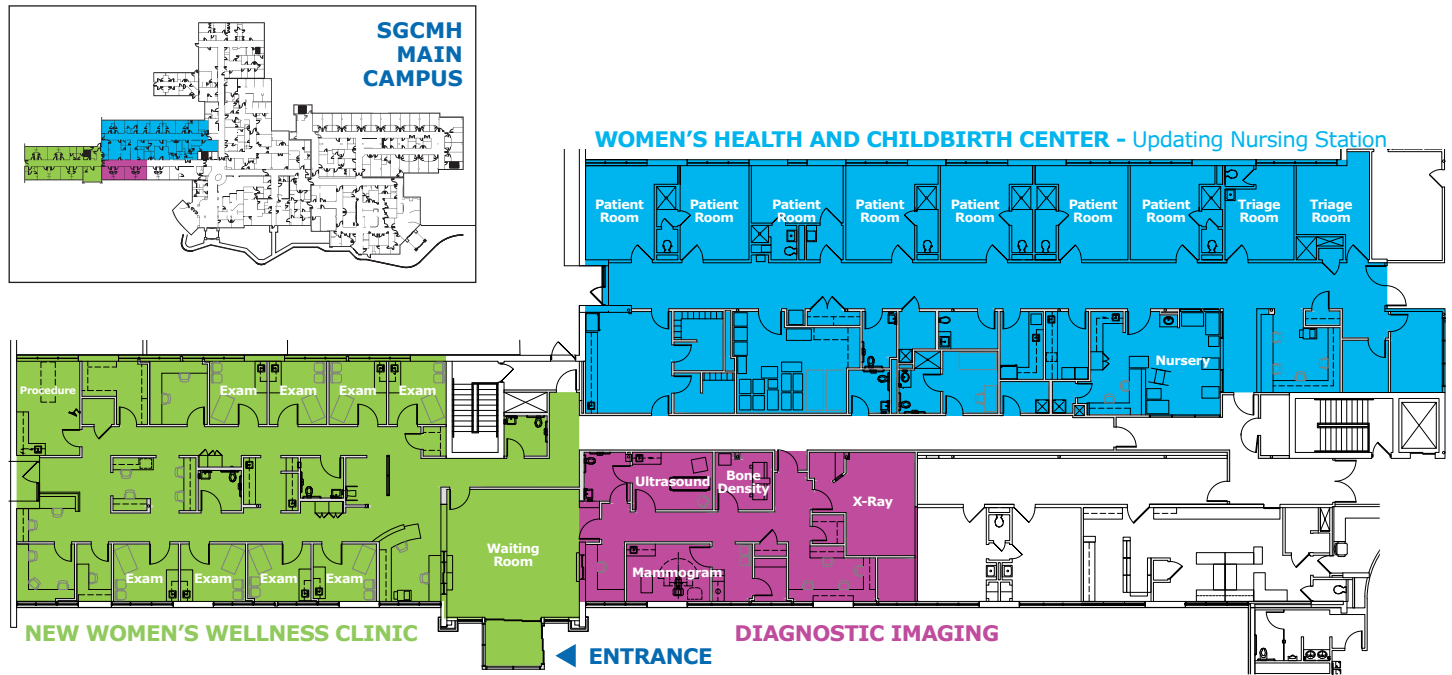 SGCMH
MAIN
CAMPUS
WOMEN'S HEALTH AND CHILDBIRTH CENTER - Updating Nursing Station
Patient
Room
Patient
Room
Patient
Room
Patient
Room
Patient
Room
Patient
Room
Patient
Room
Triage
Room
Triage
Room
Nursery
Procedure
Exam
Exam
Exam
Exam
Ultrasound
Bone
Density
X-Ray
Waiting
Room
Exam
Exam
Exam
Exam
Mammogram
NEW WOMEN'S WELLNESS CLINIC
DIAGNOSTIC IMAGING
ENTRANCE